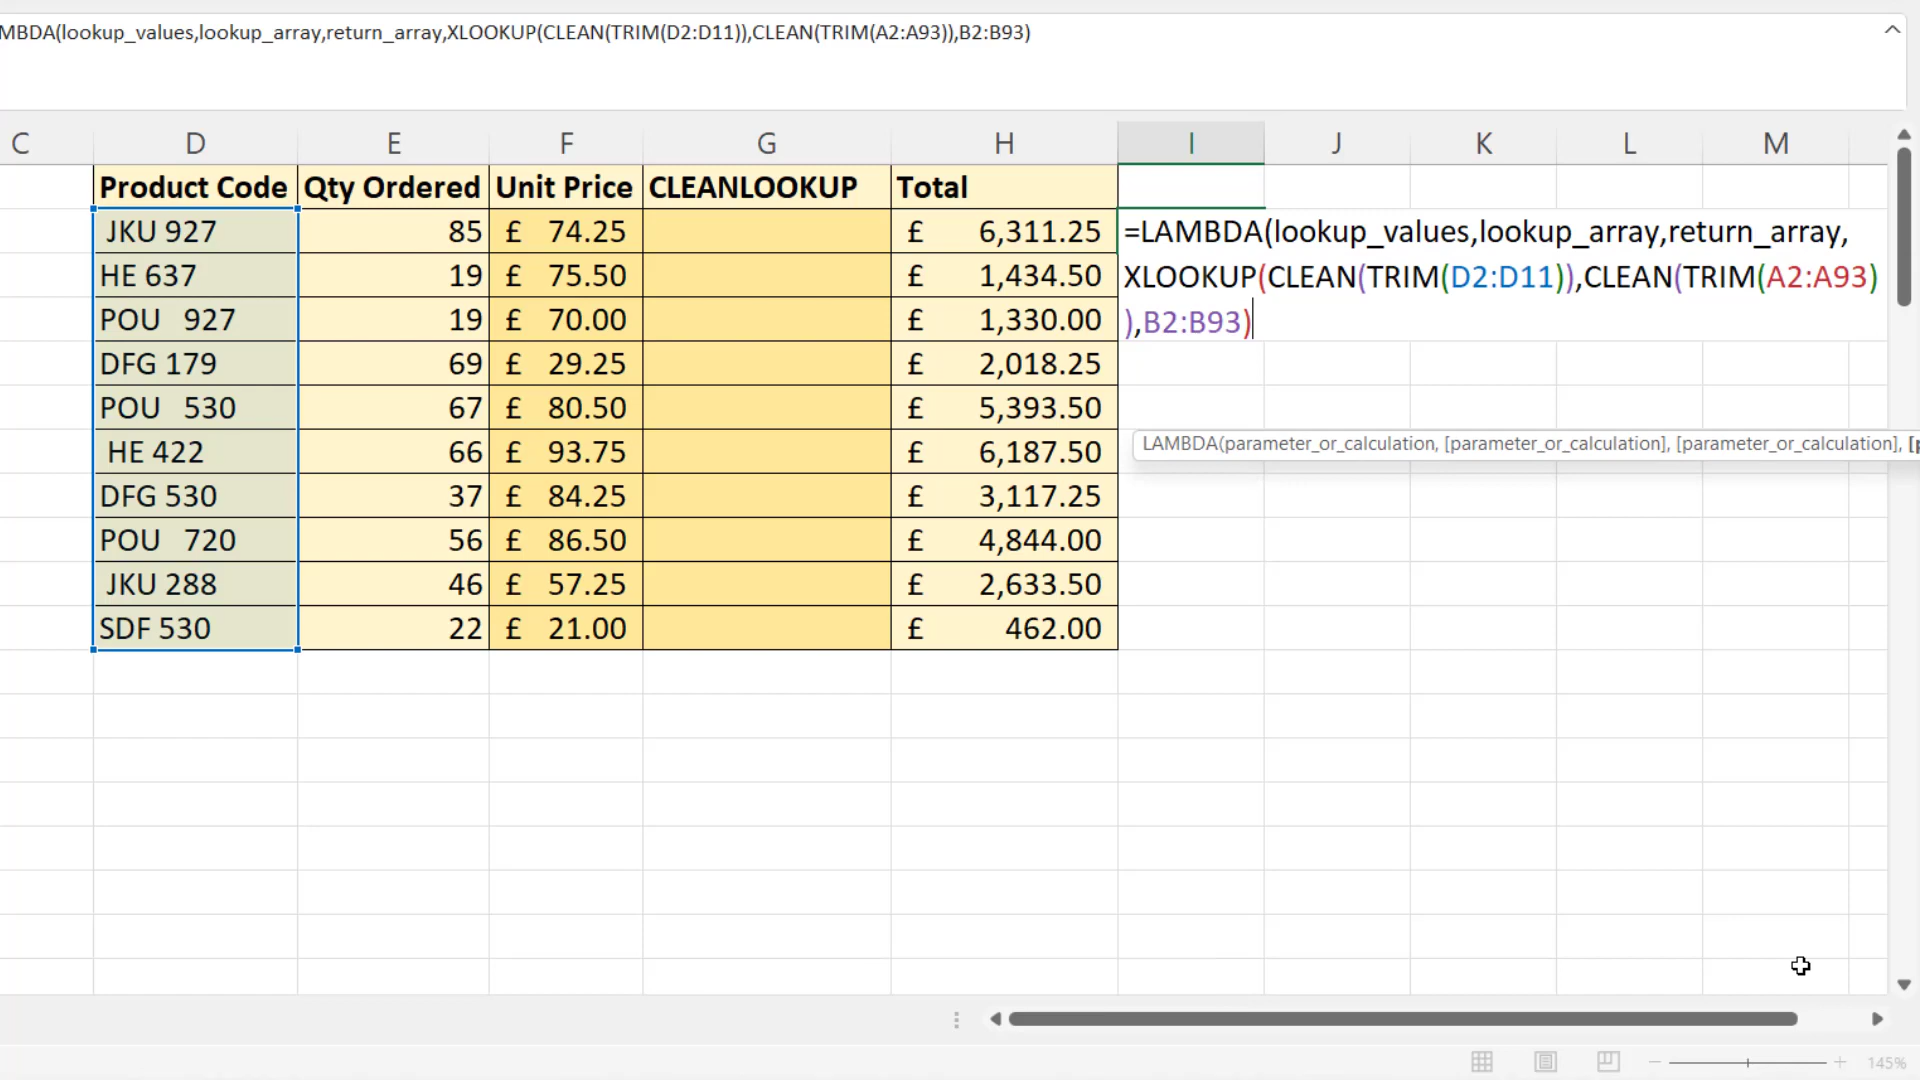 MBDA(lookup_values,lookup_array,return_array,XLOOKUP(CLEAN(TRIM(D2:D11)),CLEAN(TRIM(A2:A93)),B2:B93)
C D E F G H I J K L M
Product Code Qty Ordered Unit Price CLEANLOOKUP Total
JKU 927 85 £ 74.25 £ 6,311.25 =LAMBDA(lookup_values,lookup_array,return_array,
HE 637 19 £ 75.50 £ 1,434.50 XLOOKUP(CLEAN(TRIM(D2:D11)),CLEAN(TRIM(A2:A93)
POU   927 19 £ 70.00 £ 1,330.00 ),B2:B93)
DFG 179 69 £ 29.25 £ 2,018.25
POU   530 67 £ 80.50 £ 5,393.50
HE 422 66 £ 93.75 £ 6,187.50 LAMBDA(parameter_or_calculation, [parameter_or_calculation], [parameter_or_calculation], [p
DFG 530 37 £ 84.25 £ 3,117.25
POU   720 56 £ 86.50 £ 4,844.00
JKU 288 46 £ 57.25 £ 2,633.50
SDF 530 22 £ 21.00 £ 462.00
145%